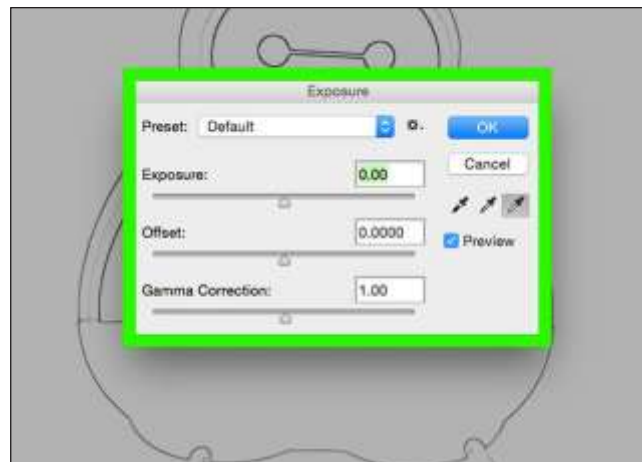 Exposure
Preset: Default
OK
Exposure: 0.00
Cancel
Offset: 0.0000
Preview
Gamma Correction: 1.00